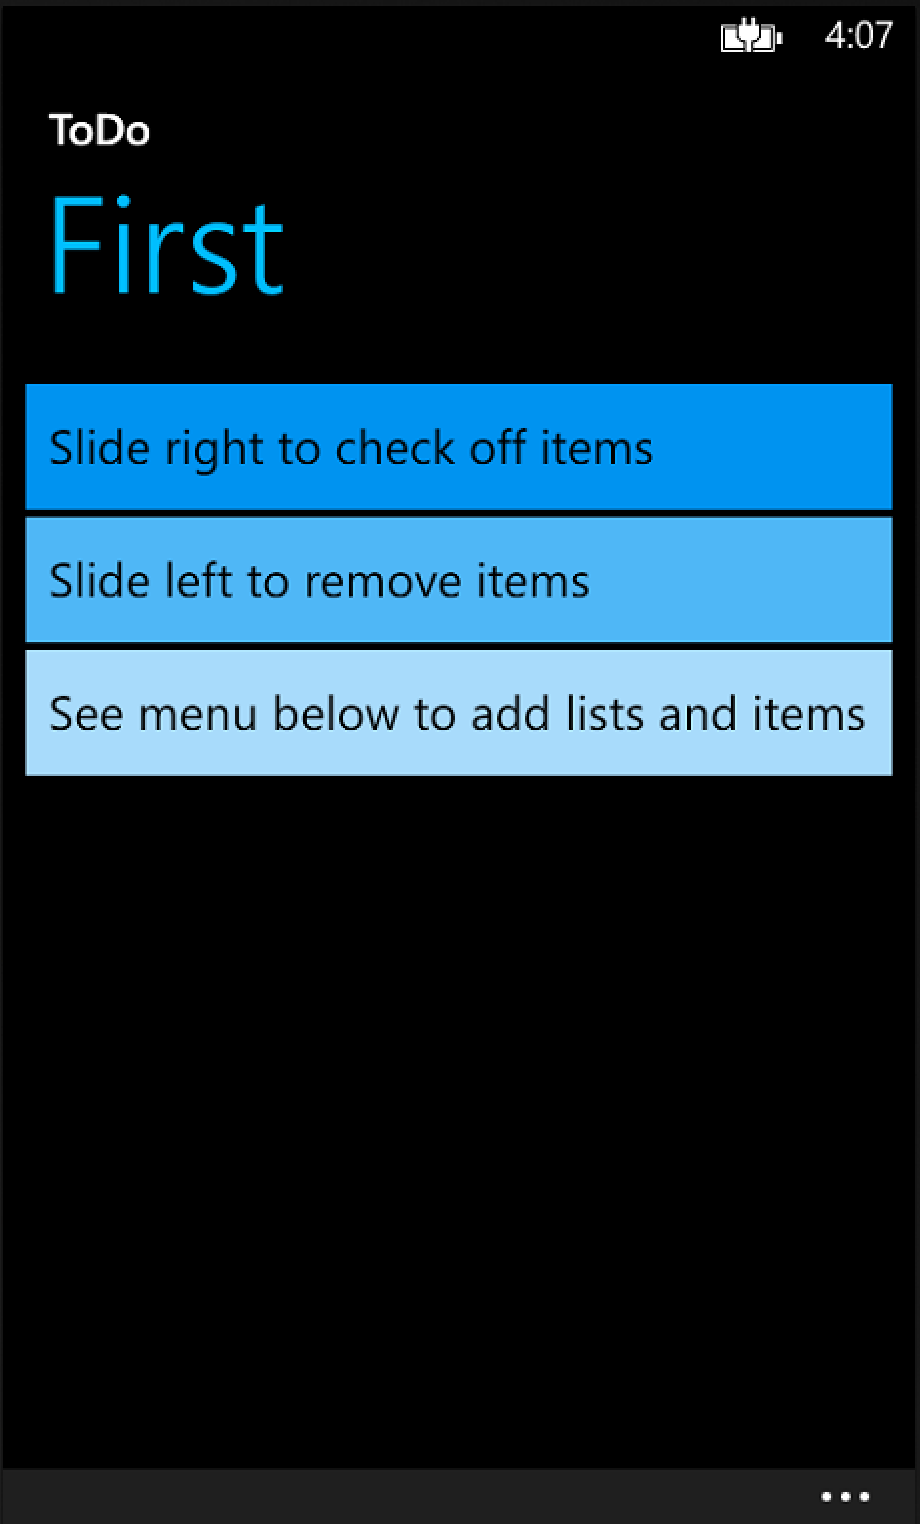 4:07
ToDo
First
Slide right to check off items
Slide left to remove items
See menu below to add lists and items